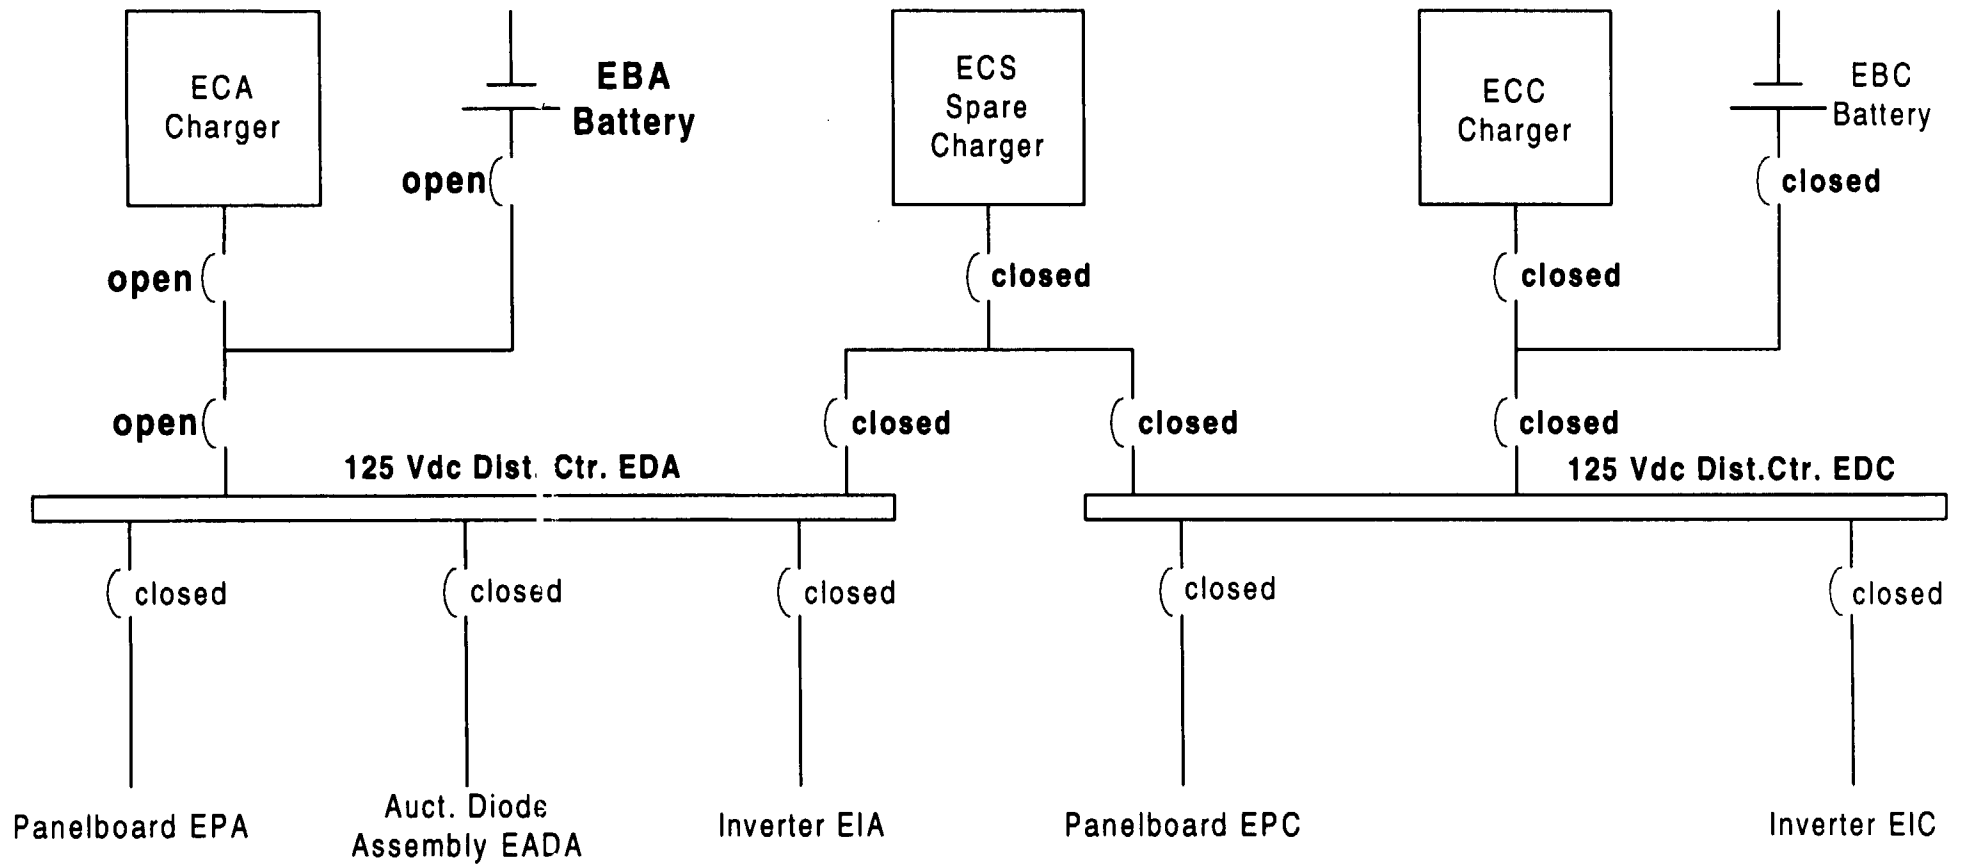 ECA
Charger
EBA
Battery
ECS
Spare
Charger
ECC
Charger
EBC
Battery
open
closed
open
closed
closed
open
closed
closed
closed
125 Vdc Dist. Ctr. EDA
125 Vdc Dist.Ctr. EDC
closed
closed
closed
closed
closed
Panelboard EPA
Auct. Diode
Assembly EADA
Inverter EIA
Panelboard EPC
Inverter EIC